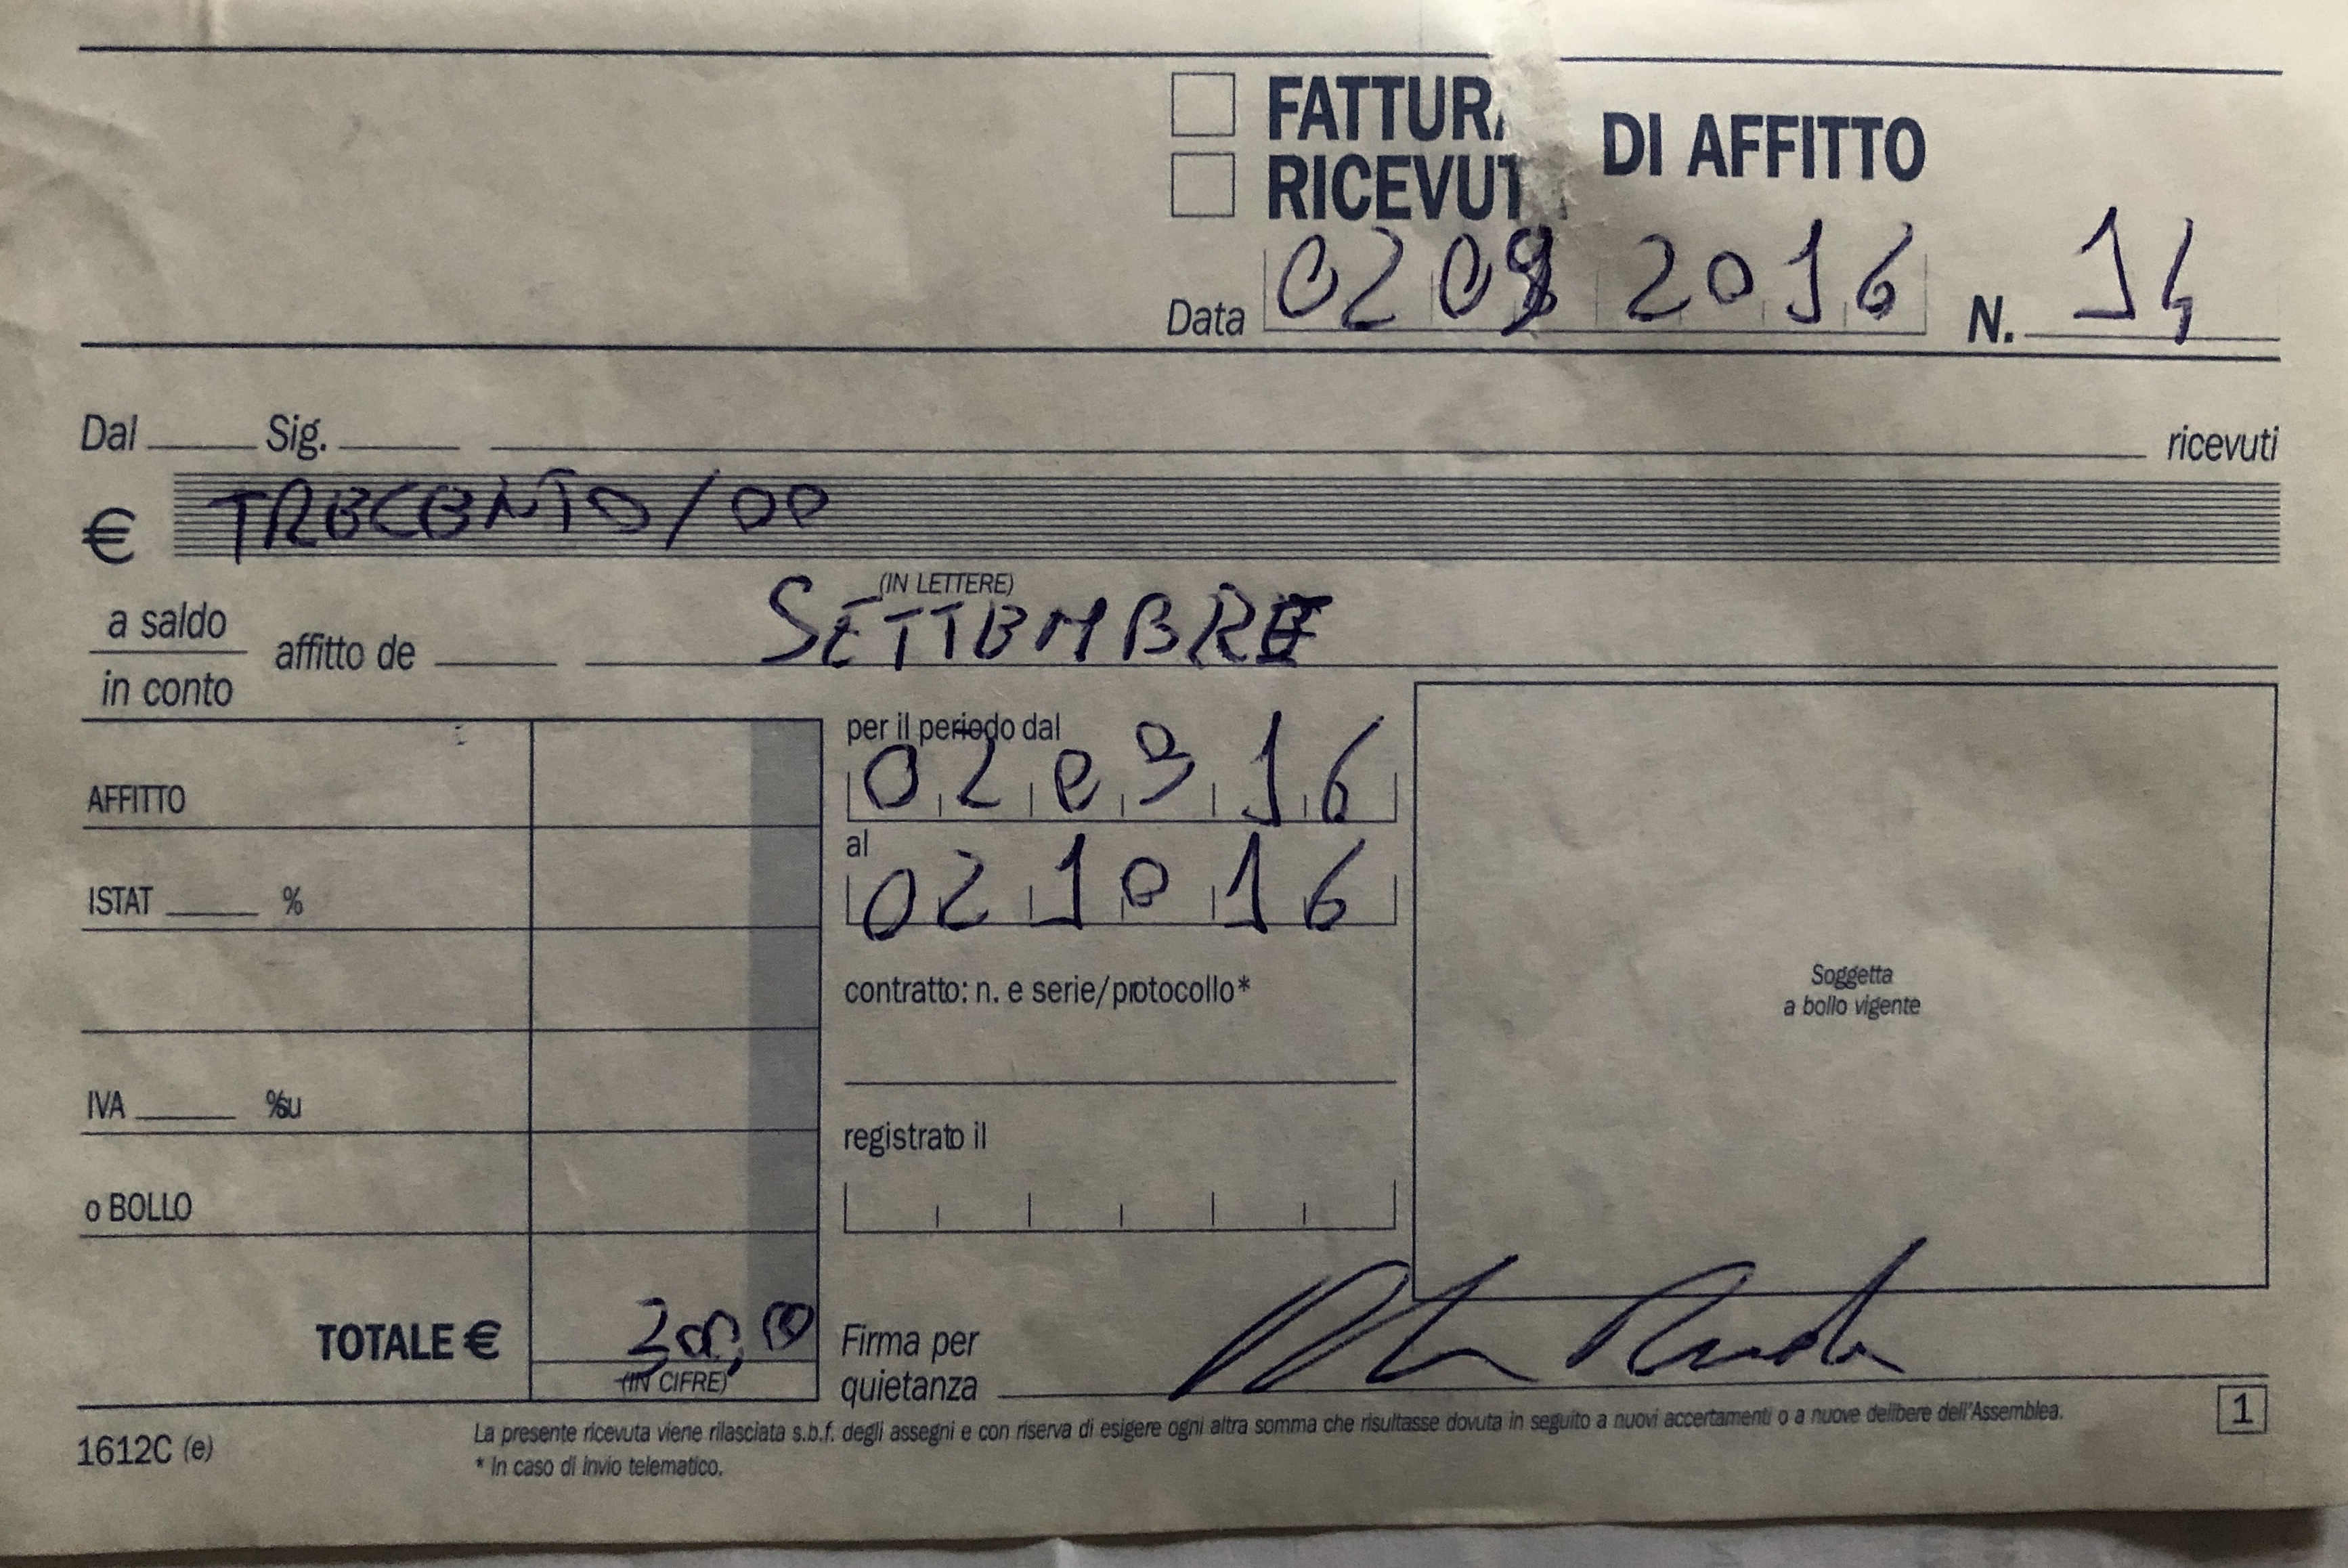 FATTURA
RICEVUT
DI AFFITTO
Data 02 09 2016 N. 14
Dal Sig. ricevuti
€ TRECENTO/00
(IN LETTERE)
a saldo
in conto
affitto de SETTEMBRE
AFFITTO
ISTAT %
IVA % su
o BOLLO
TOTALE € 300,00
(IN CIFRE)
per il periodo dal
02 09 16
al
02 10 16
contratto: n. e serie/protocollo*
registrato il
Soggetta
a bollo vigente
Firma per
quietanza
1612C (e)
La presente ricevuta viene rilasciata s.b.f. degli assegni e con riserva di esigere ogni altra somma che risultasse dovuta in seguito a nuovi accertamenti o a nuove delibere dell'Assemblea.
* In caso di invio telematico.
1